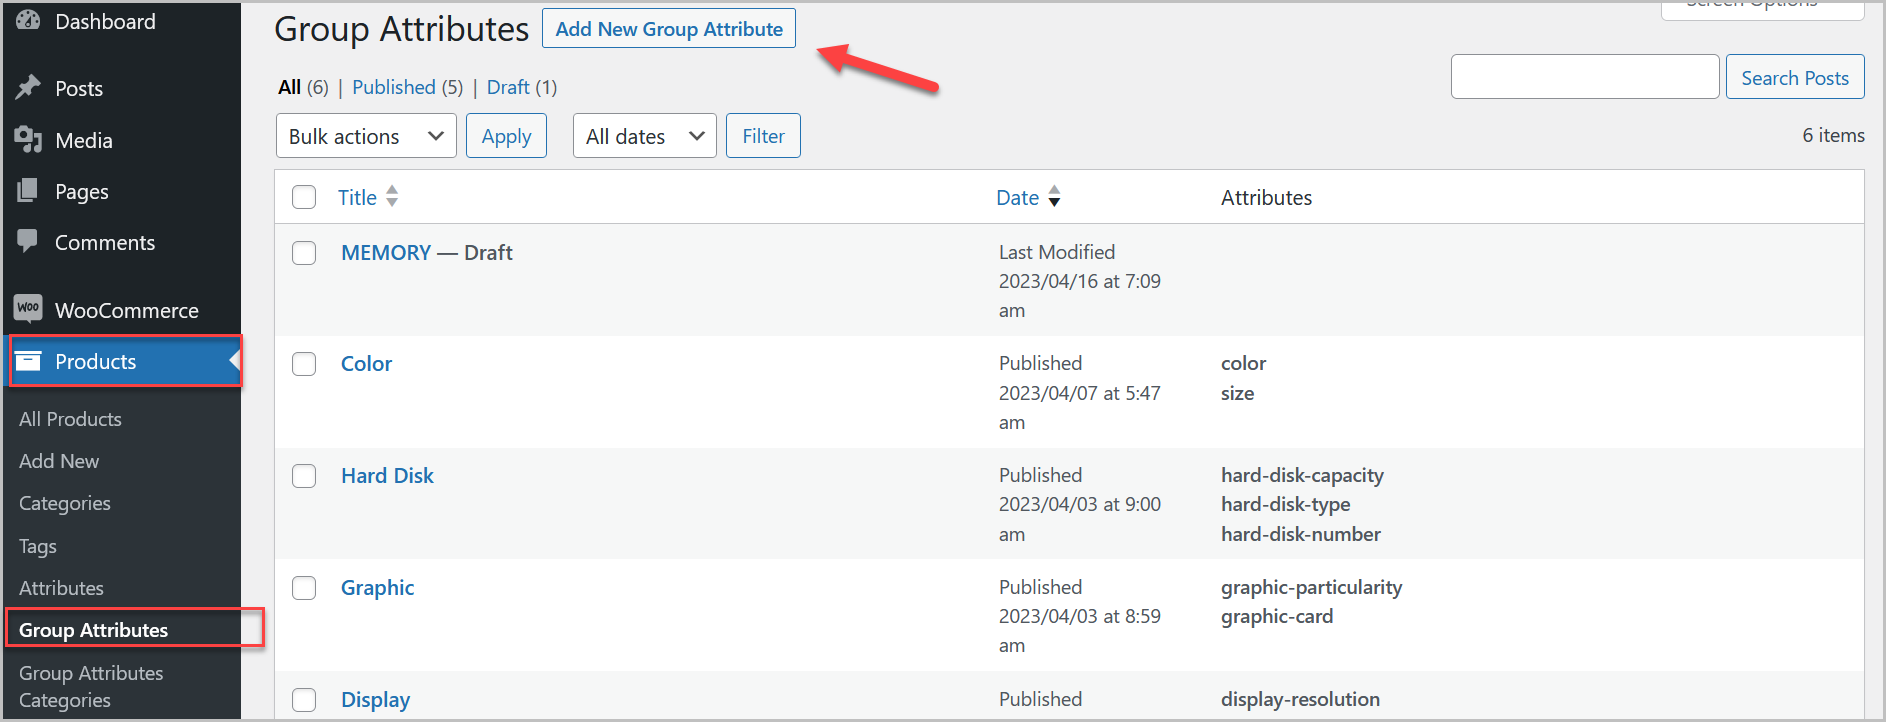 Dashboard
Posts
Media
Pages
Comments
WOO
WooCommerce
Products
All Products
Add New
Categories
Tags
Attributes
Group Attributes
Group Attributes
Categories
Group Attributes
Add New Group Attribute
Screen Options
All (6) | Published (5) | Draft (1)
Search Posts
Bulk actions
Apply
All dates
Filter
6 items
Title
Date
Attributes
MEMORY — Draft
Last Modified
2023/04/16 at 7:09
am
Color
Published
2023/04/07 at 5:47
am
color
size
Hard Disk
Published
2023/04/03 at 9:00
am
hard-disk-capacity
hard-disk-type
hard-disk-number
Graphic
Published
2023/04/03 at 8:59
am
graphic-particularity
graphic-card
Display
Published
display-resolution